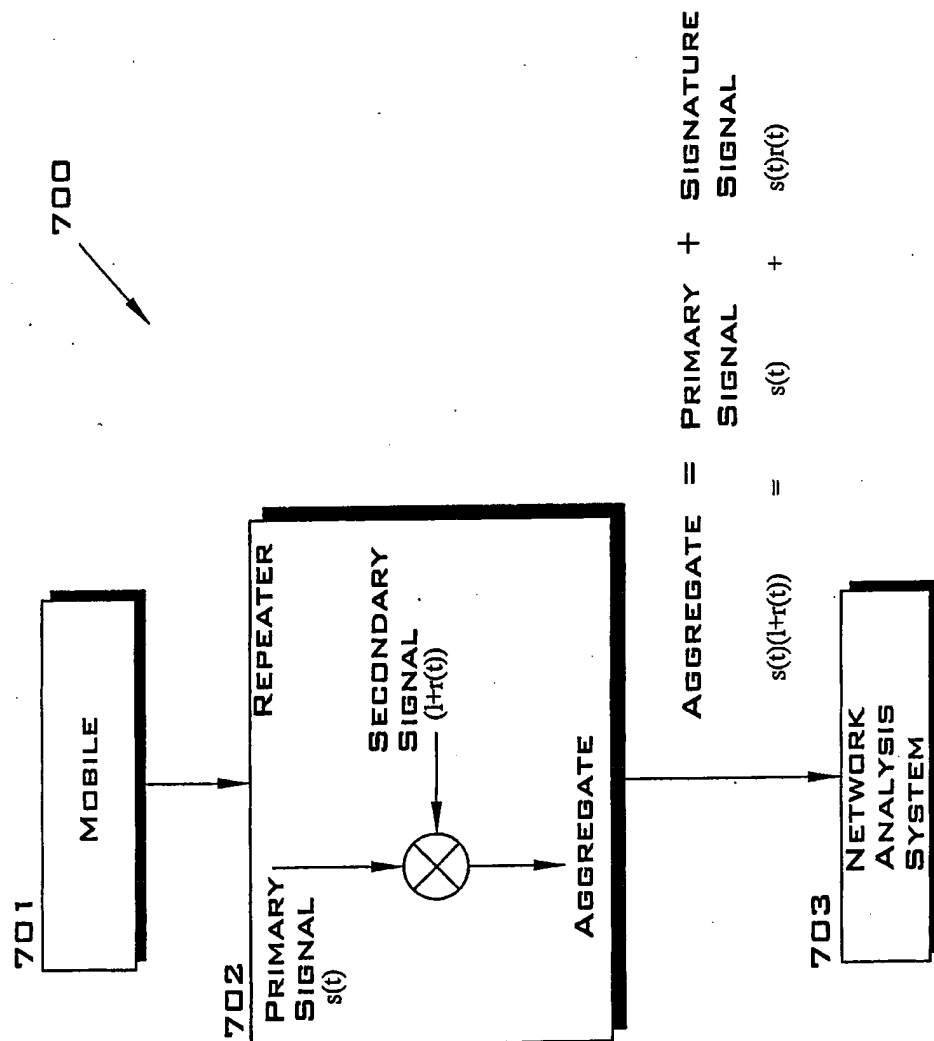 700
701
MOBILE
702
REPEATER
PRIMARY
SIGNAL
s(t)
SECONDARY
SIGNAL
(1+r(t))
AGGREGATE
AGGREGATE = PRIMARY + SIGNATURE
SIGNAL SIGNAL
s(t)(1+r(t)) = s(t) + s(t)r(t)
703
NETWORK
ANALYSIS
SYSTEM